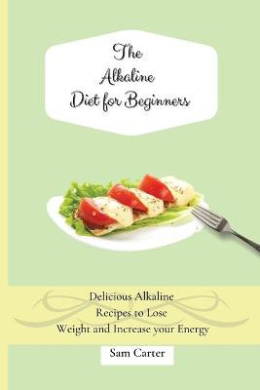 The
Alkaline
Diet for Beginners
Delicious Alkaline
Recipes to Lose
Weight and Increase your Energy
Sam Carter